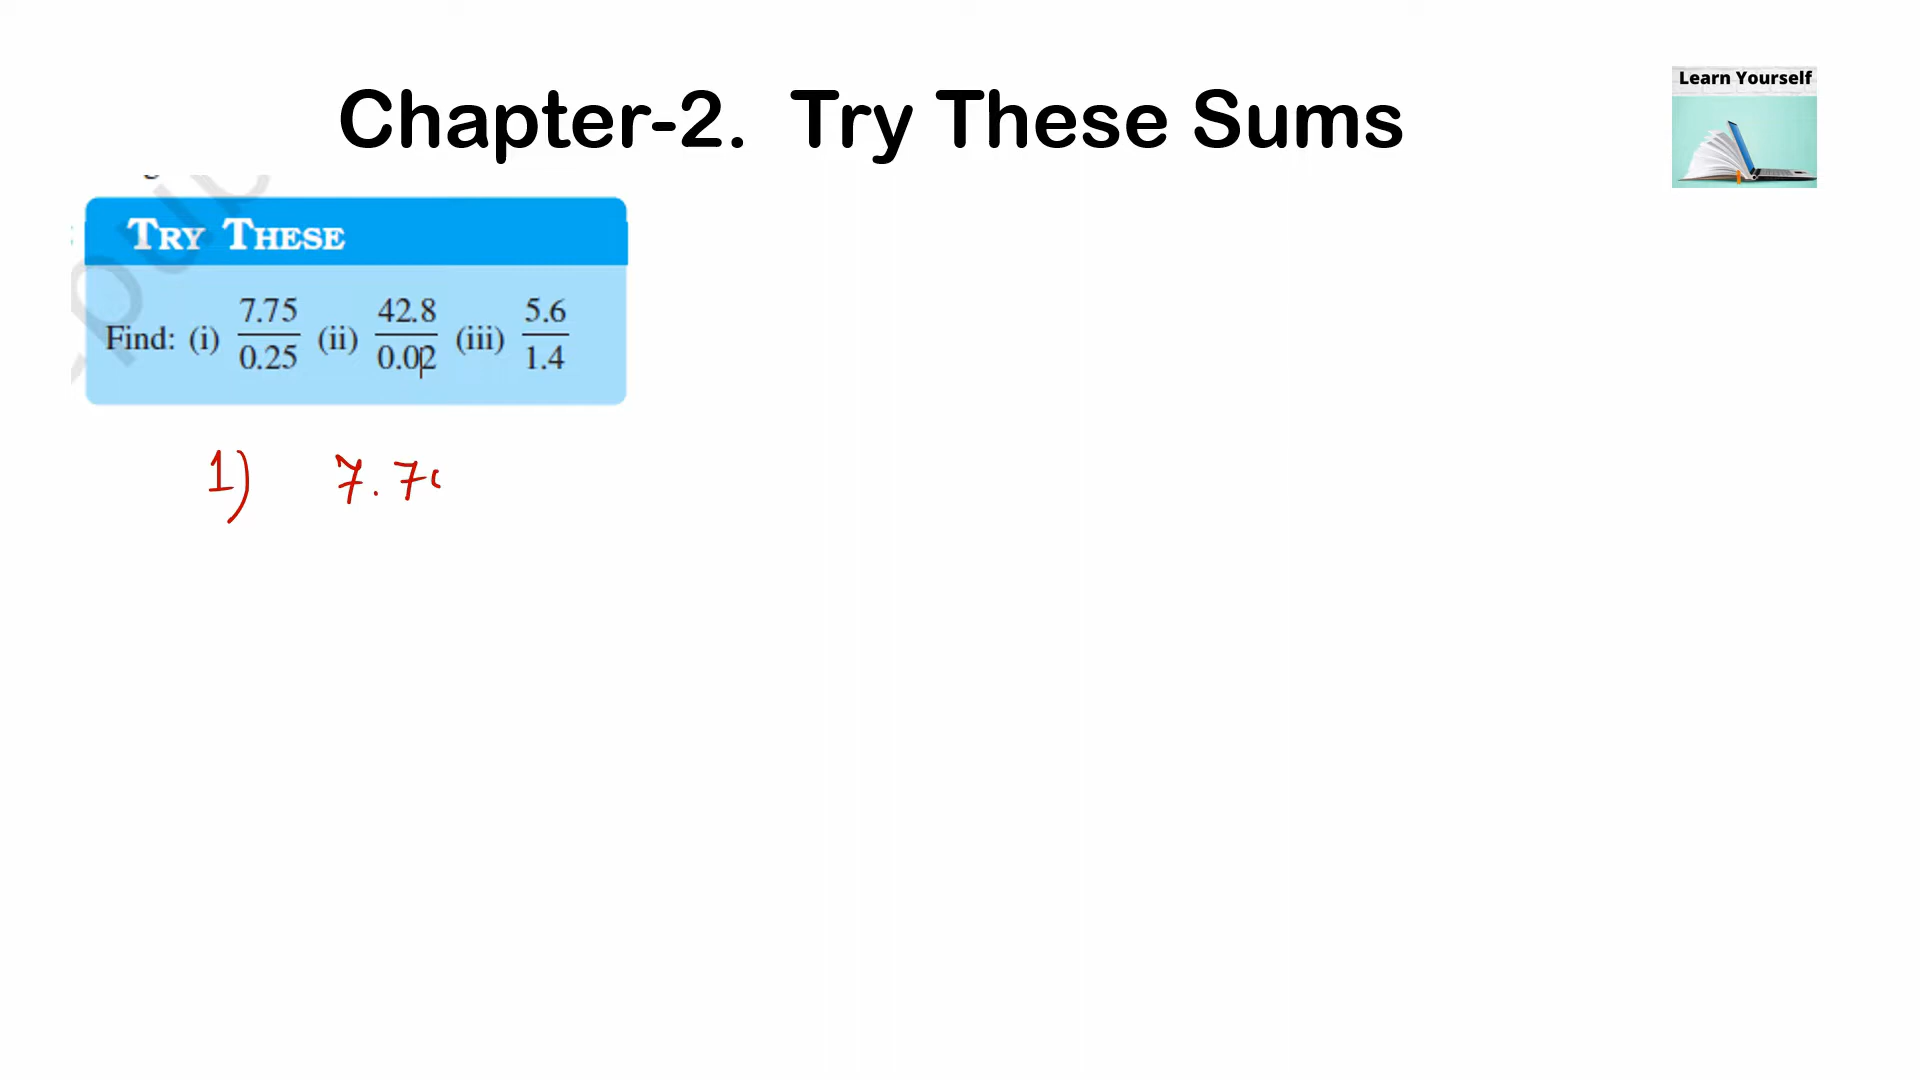 Chapter-2. Try These Sums
Learn Yourself
TRY THESE
Find: (i) 7.75/0.25 (ii) 42.8/0.02 (iii) 5.6/1.4
1) 7.7